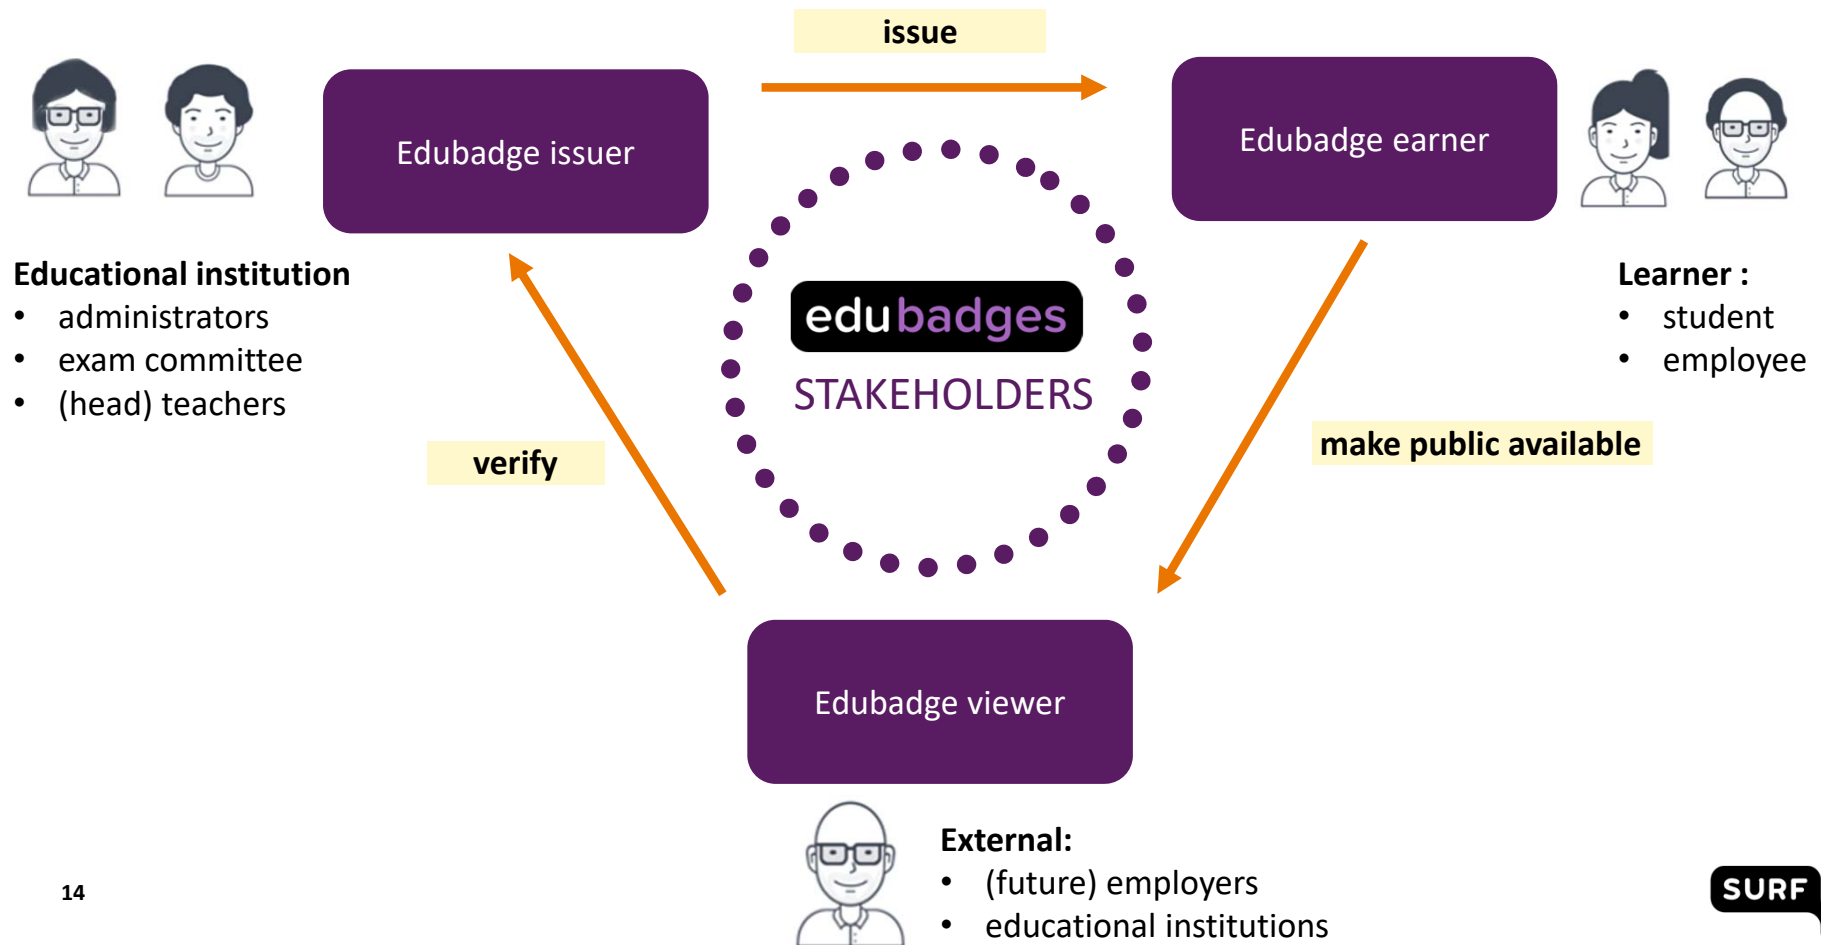 issue
Edubadge issuer
Edubadge earner
Educational institution
• administrators
• exam committee
• (head) teachers
edubadges
STAKEHOLDERS
Learner :
• student
• employee
verify
make public available
Edubadge viewer
External:
• (future) employers
• educational institutions
14
SURF